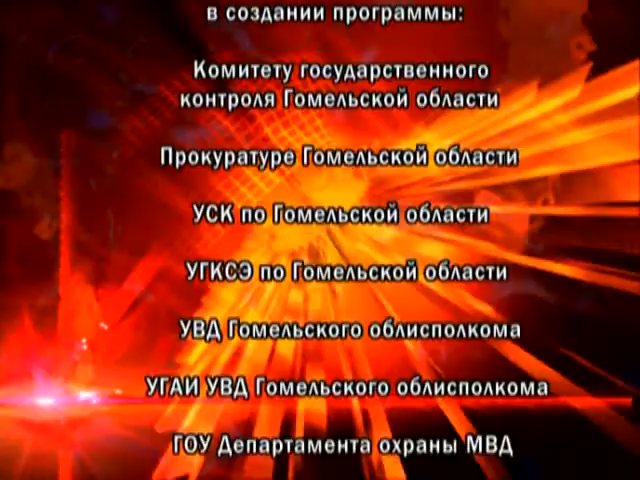 в создании программы:
Комитету государственного
контроля Гомельской области
Прокуратуре Гомельской области
УСК по Гомельской области
УГКСЭ по Гомельской области
УВД Гомельского облисполкома
УГАИ УВД Гомельского облисполкома
ГОУ Департамента охраны МВД